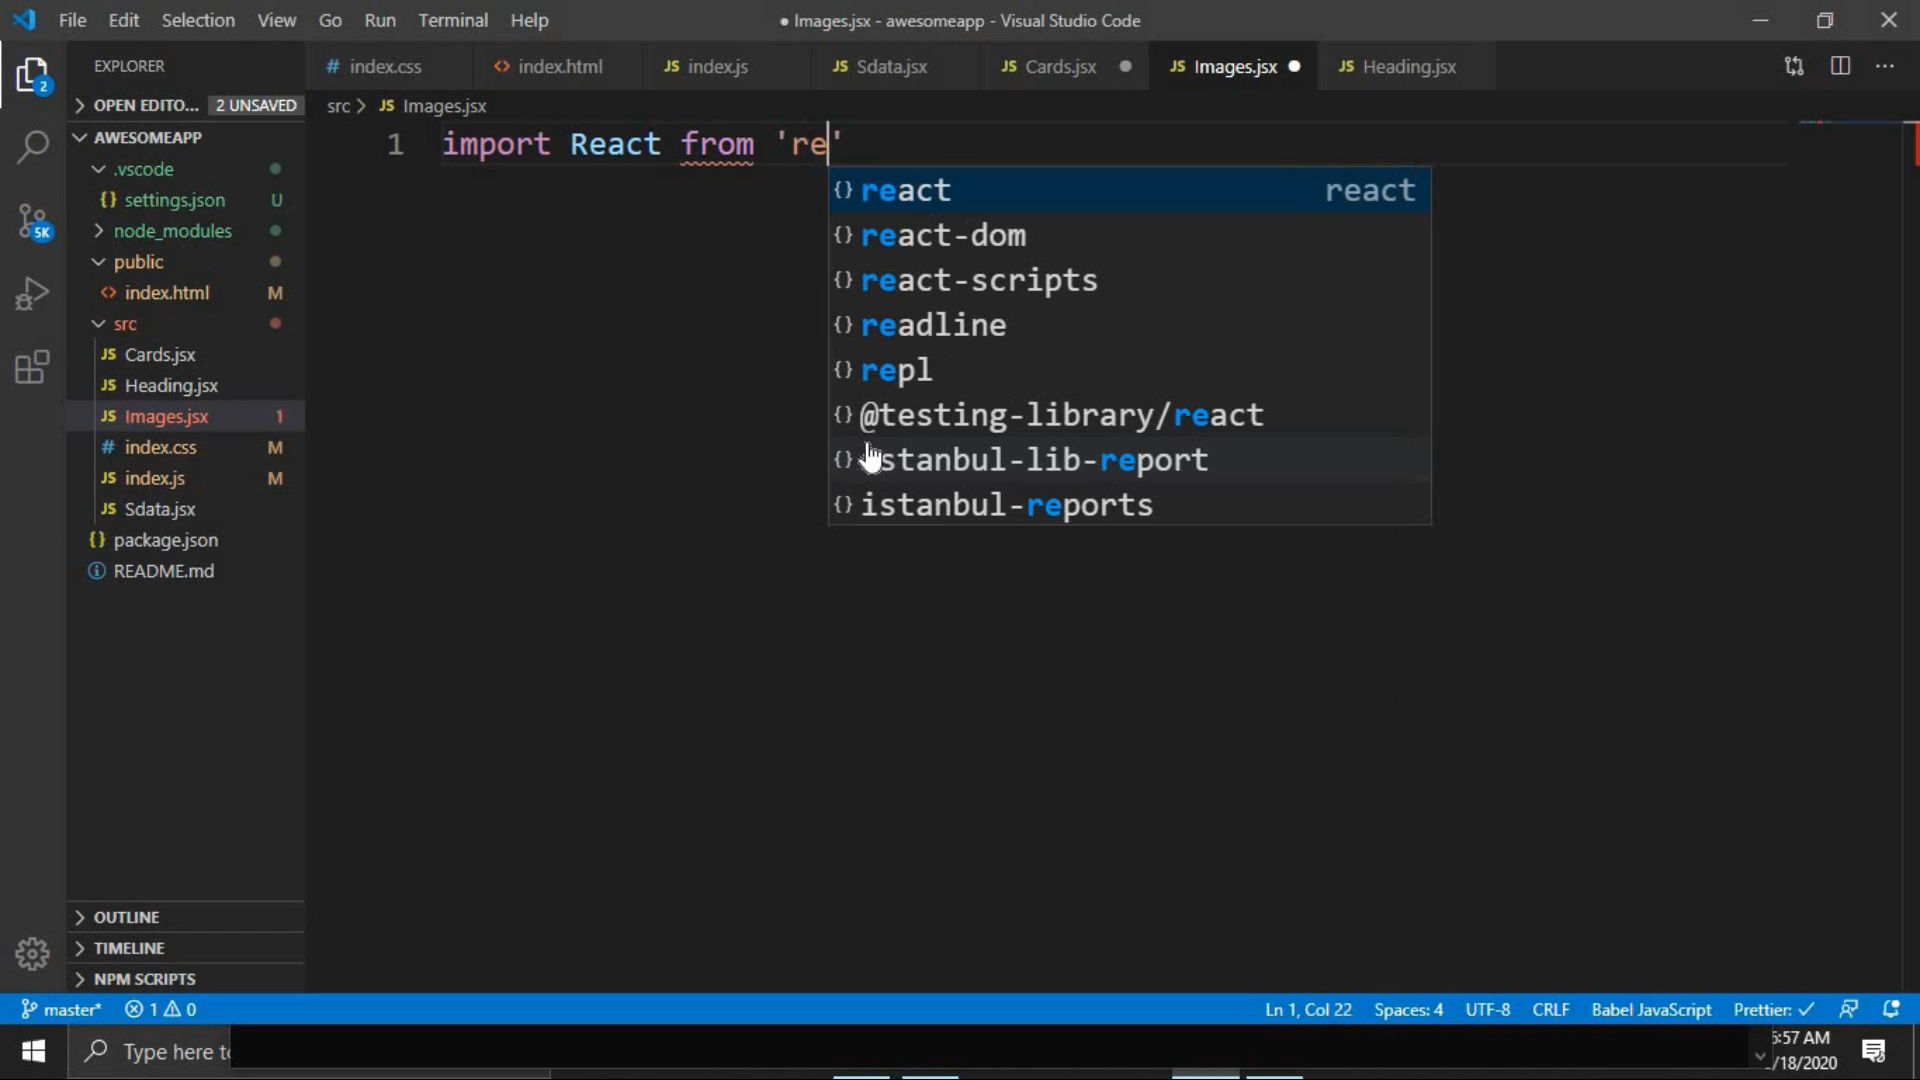 File Edit Selection View Go Run Terminal Help
● Images.jsx - awesomeapp - Visual Studio Code
EXPLORER
# index.css
<> index.html
JS index.js
JS Sdata.jsx
JS Cards.jsx ●
JS Images.jsx ●
JS Heading.jsx
2
OPEN EDITO... 2 UNSAVED
src > JS Images.jsx
AWESOMEAPP
1 import React from 're'
.vscode
{} settings.json U
{} react react
node_modules
5K
{} react-dom
public
<> index.html M
{} react-scripts
src
{} readline
JS Cards.jsx
{} repl
JS Heading.jsx
JS Images.jsx 1
{} @testing-library/react
# index.css M
{} stanbul-lib-report
JS index.js M
JS Sdata.jsx
{} istanbul-reports
{} package.json
README.md
OUTLINE
TIMELINE
NPM SCRIPTS
master* 1 0
Ln 1, Col 22 Spaces: 4 UTF-8 CRLF Babel JavaScript Prettier: ✓
Type here to
:57 AM
/18/2020